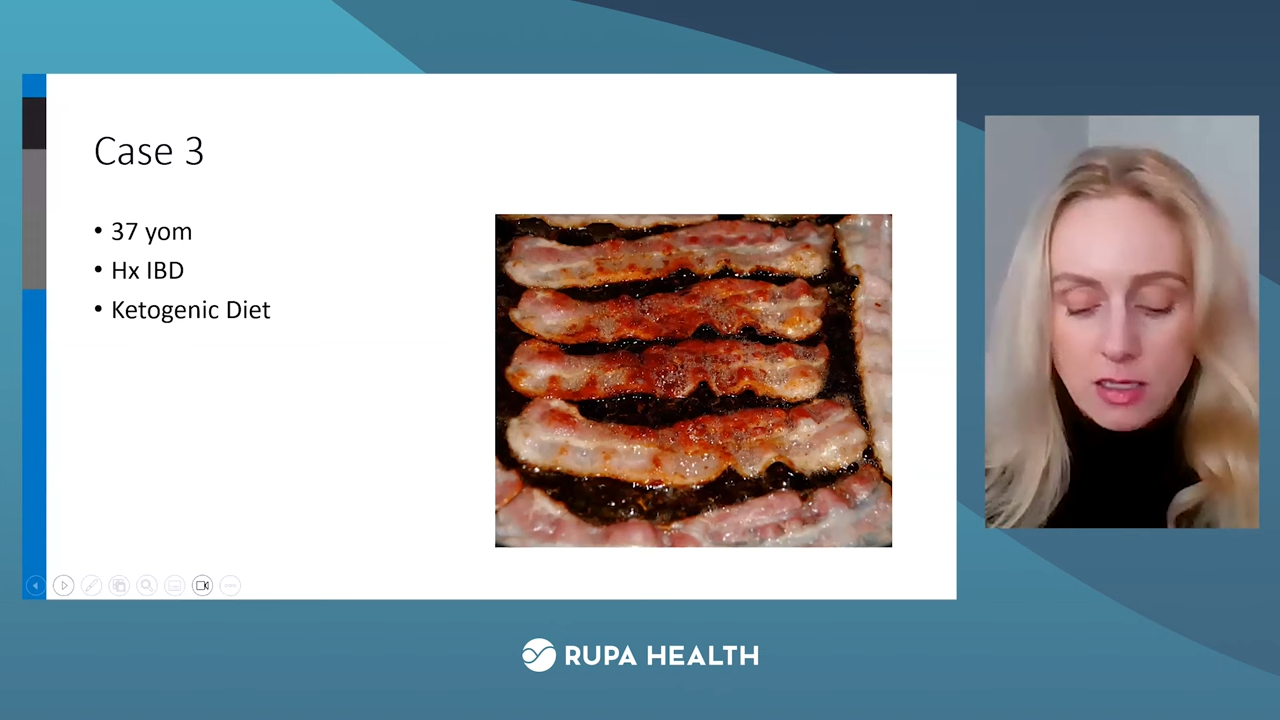 Case 3
• 37 yom
• Hx IBD
• Ketogenic Diet
RUPA HEALTH